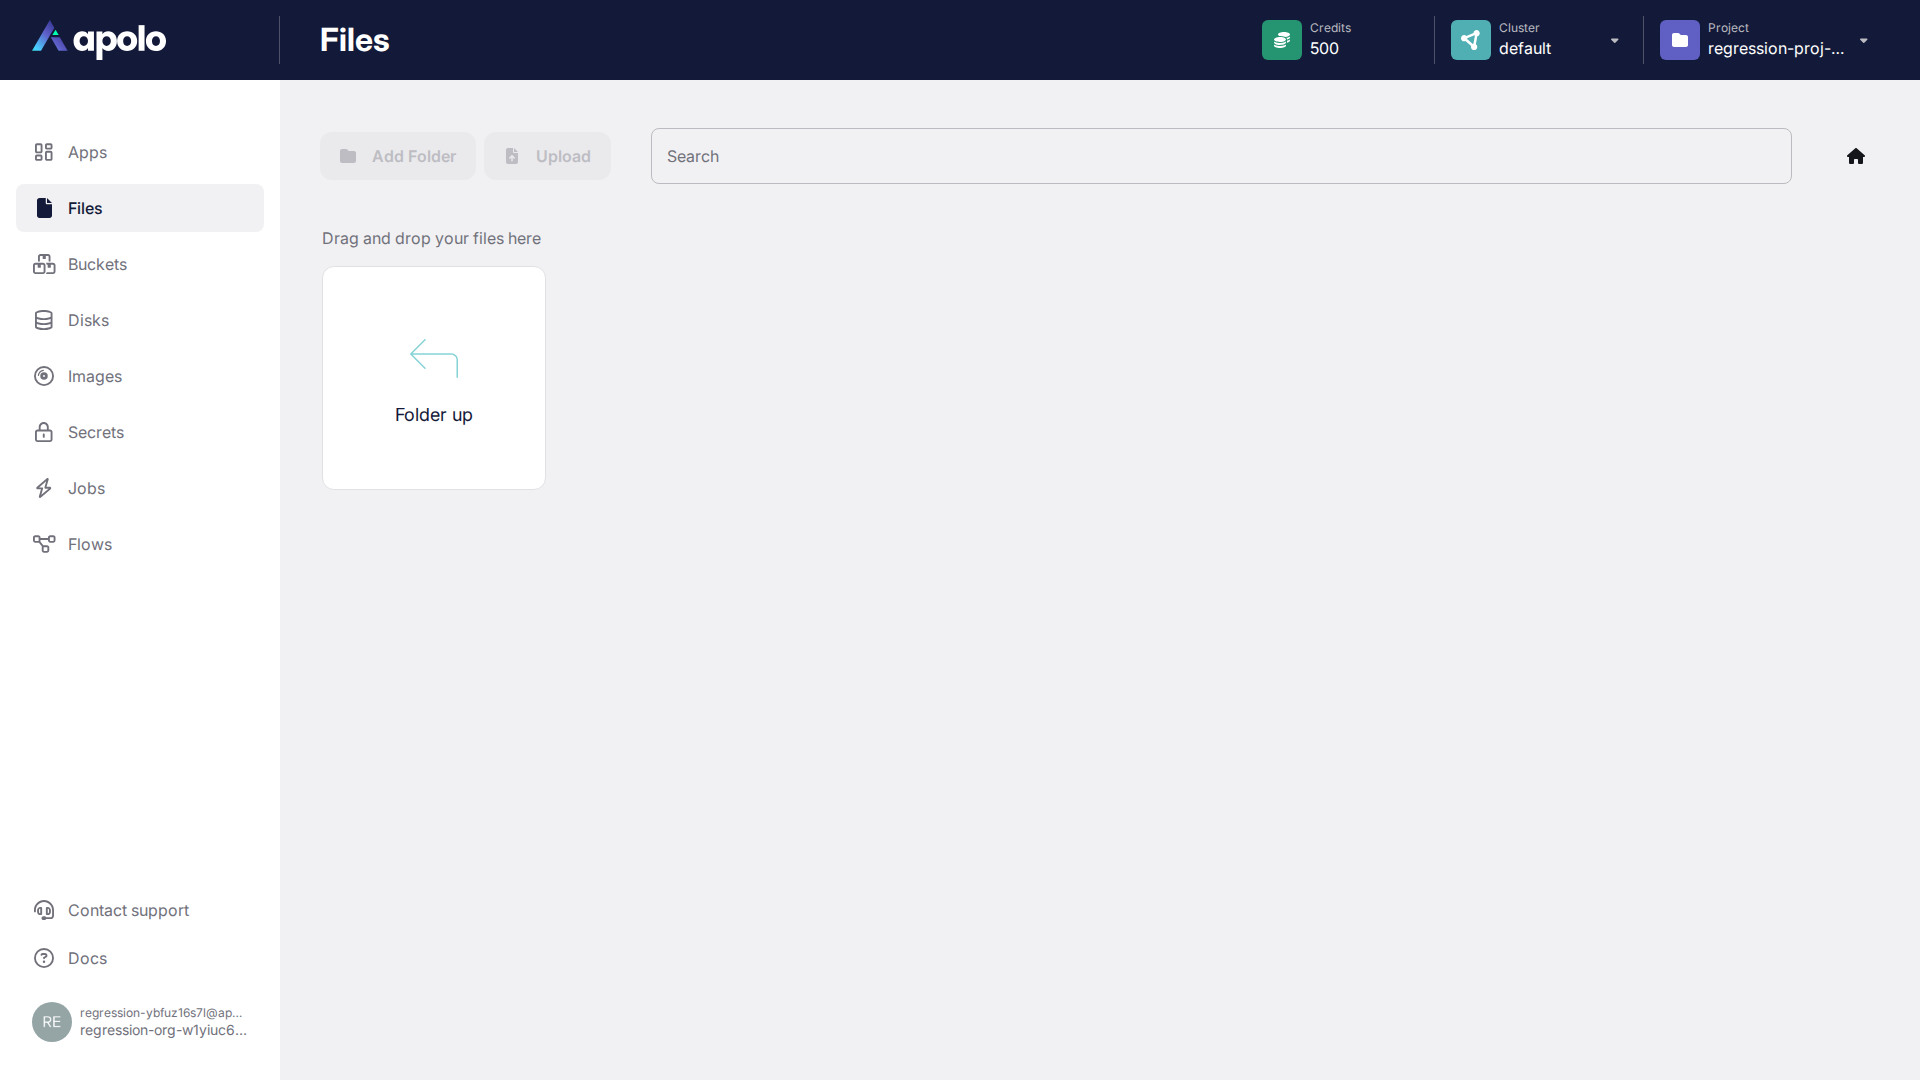 apolo
Files
Credits
500
Cluster
default
Project
regression-proj-...
Apps
Files
Buckets
Disks
Images
Secrets
Jobs
Flows
Add Folder
Upload
Search
Drag and drop your files here
Folder up
Contact support
Docs
RE
regression-ybfuz16s7l@ap...
regression-org-w1yiuc6...